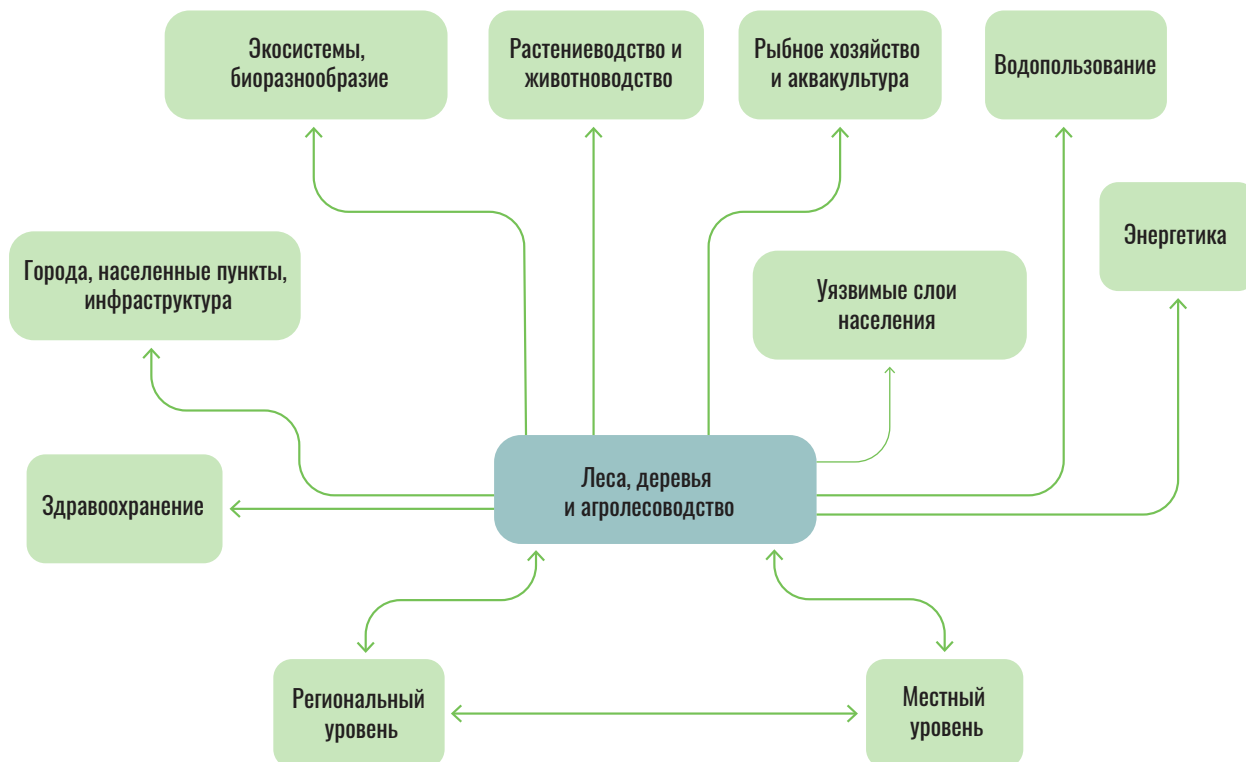 Экосистемы,
биоразнообразие
Растениеводство и
животноводство
Рыбное хозяйство
и аквакультура
Водопользование
Энергетика
Города, населенные пункты,
инфраструктура
Уязвимые слои
населения
Здравоохранение
Леса, деревья
и агролесоводство
Региональный
уровень
Местный
уровень